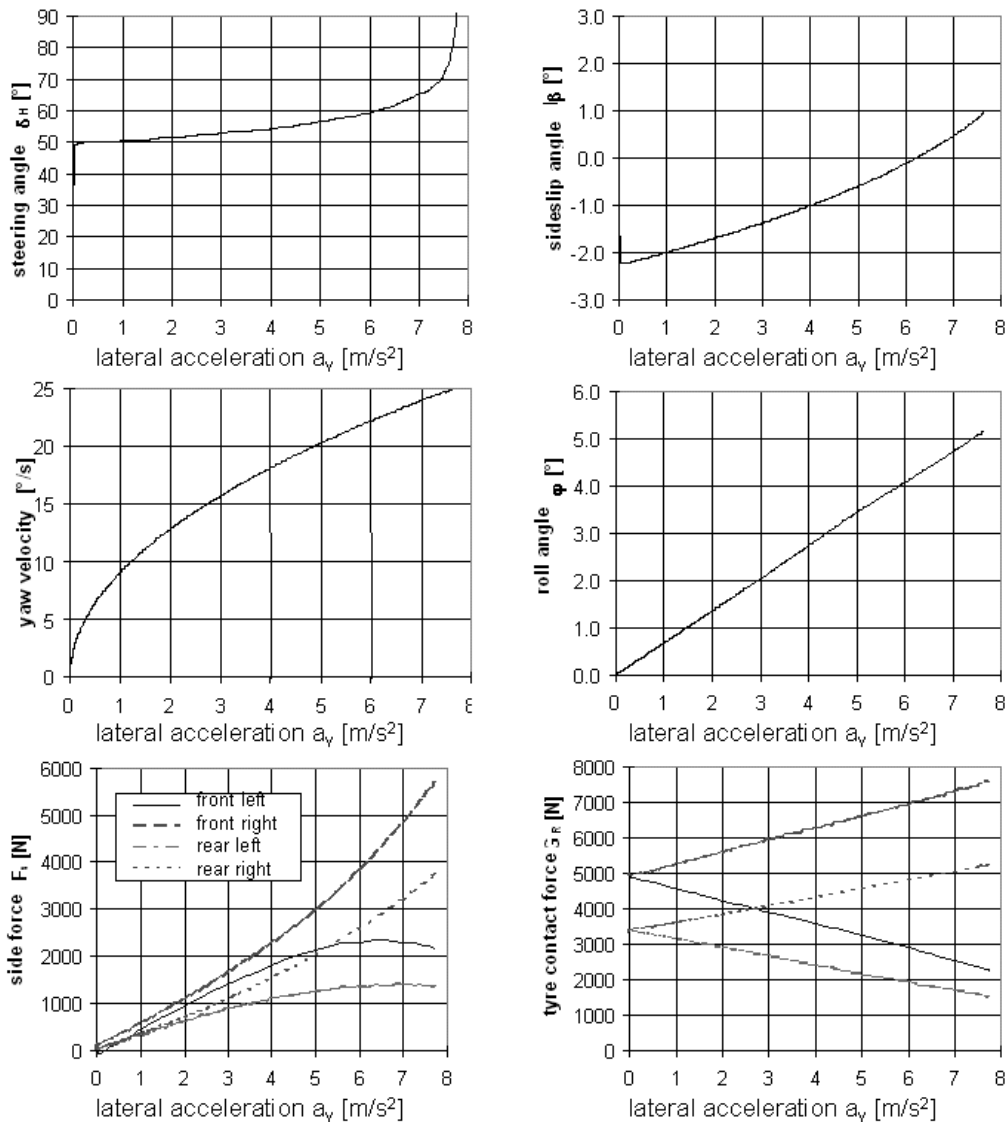 steering angle δH [°]
90
80
70
60
50
40
30
20
10
0
0 1 2 3 4 5 6 7 8
lateral acceleration ay [m/s²]
sideslip angle β [°]
3.0
2.0
1.0
0.0
-1.0
-2.0
-3.0
0 1 2 3 4 5 6 7 8
lateral acceleration ay [m/s²]
yaw velocity [°/s]
25
20
15
10
5
0
0 1 2 3 4 5 6 7 8
lateral acceleration ay [m/s²]
roll angle φ [°]
6.0
5.0
4.0
3.0
2.0
1.0
0.0
0 1 2 3 4 5 6 7 8
lateral acceleration ay [m/s²]
side force [N]
6000
5000
4000
3000
2000
1000
0
front left
front right
rear left
rear right
0 1 2 3 4 5 6 7 8
lateral acceleration ay [m/s²]
tyre contact force [N]
8000
7000
6000
5000
4000
3000
2000
1000
0
0 1 2 3 4 5 6 7 8
lateral acceleration ay [m/s²]